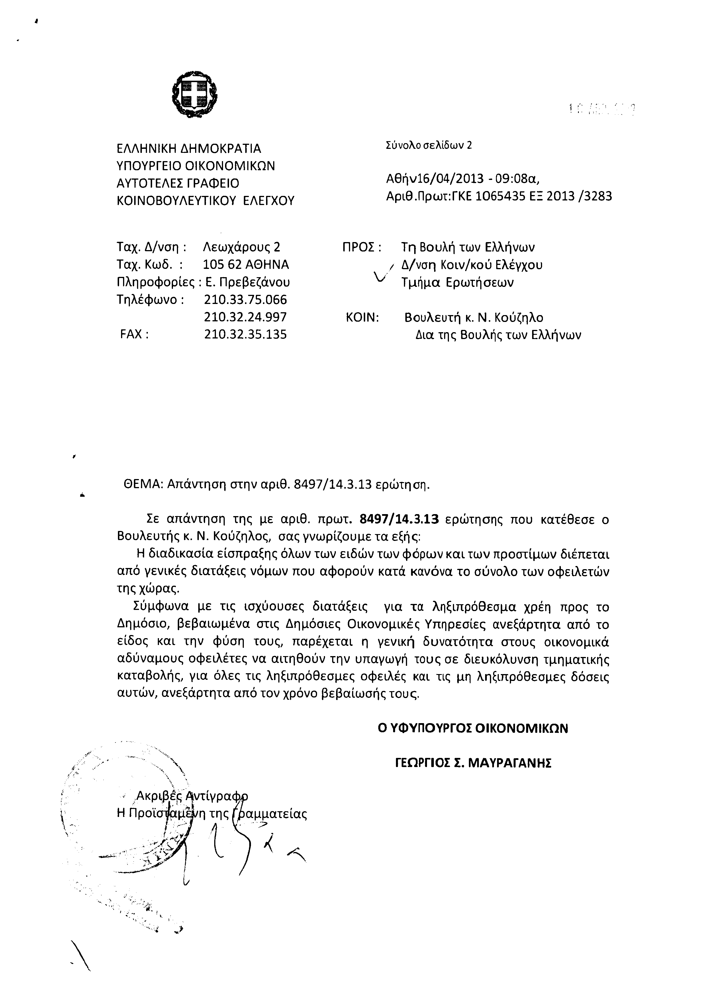 ΕΛΛΗΝΙΚΗ ΔΗΜΟΚΡΑΤΙΑ
ΥΠΟΥΡΓΕΙΟ ΟΙΚΟΝΟΜΙΚΩΝ
ΑΥΤΟΤΕΛΕΣ ΓΡΑΦΕΙΟ
ΚΟΙΝΟΒΟΥΛΕΥΤΙΚΟΥ ΕΛΕΓΧΟΥ
Σύνολο σελίδων 2
Αθήν16/04/2013 - 09:08α,
Αριθ.Πρωτ:ΓΚΕ 1065435 ΕΞ 2013 /3283
Ταχ. Δ/νση : Λεωχάρους 2
Ταχ. Κωδ. : 105 62 ΑΘΗΝΑ
Πληροφορίες : Ε. Πρεβεζάνου
Τηλέφωνο : 210.33.75.066
210.32.24.997
FAX : 210.32.35.135
ΠΡΟΣ : Τη Βουλή των Ελλήνων
Δ/νση Κοιν/κού Ελέγχου
Τμήμα Ερωτήσεων
ΚΟΙΝ: Βουλευτή κ. Ν. Κούζηλο
Δια της Βουλής των Ελλήνων
ΘΕΜΑ: Απάντηση στην αριθ. 8497/14.3.13 ερώτηση.
Σε απάντηση της με αριθ. πρωτ. 8497/14.3.13 ερώτησης που κατέθεσε ο
Βουλευτής κ. Ν. Κούζηλος, σας γνωρίζουμε τα εξής:
Η διαδικασία είσπραξης όλων των ειδών των φόρων και των προστίμων διέπεται
από γενικές διατάξεις νόμων που αφορούν κατά κανόνα το σύνολο των οφειλετών
της χώρας.
Σύμφωνα με τις ισχύουσες διατάξεις για τα ληξιπρόθεσμα χρέη προς το
Δημόσιο, βεβαιωμένα στις Δημόσιες Οικονομικές Υπηρεσίες ανεξάρτητα από το
είδος και την φύση τους, παρέχεται η γενική δυνατότητα στους οικονομικά
αδύναμους οφειλέτες να αιτηθούν την υπαγωγή τους σε διευκόλυνση τμηματικής
καταβολής, για όλες τις ληξιπρόθεσμες οφειλές και τις μη ληξιπρόθεσμες δόσεις
αυτών, ανεξάρτητα από τον χρόνο βεβαίωσής τους.
Ο ΥΦΥΠΟΥΡΓΟΣ ΟΙΚΟΝΟΜΙΚΩΝ
ΓΕΩΡΓΙΟΣ Σ. ΜΑΥΡΑΓΑΝΗΣ
Ακριβές Αντίγραφο
Η Προϊσταμένη της Γραμματείας